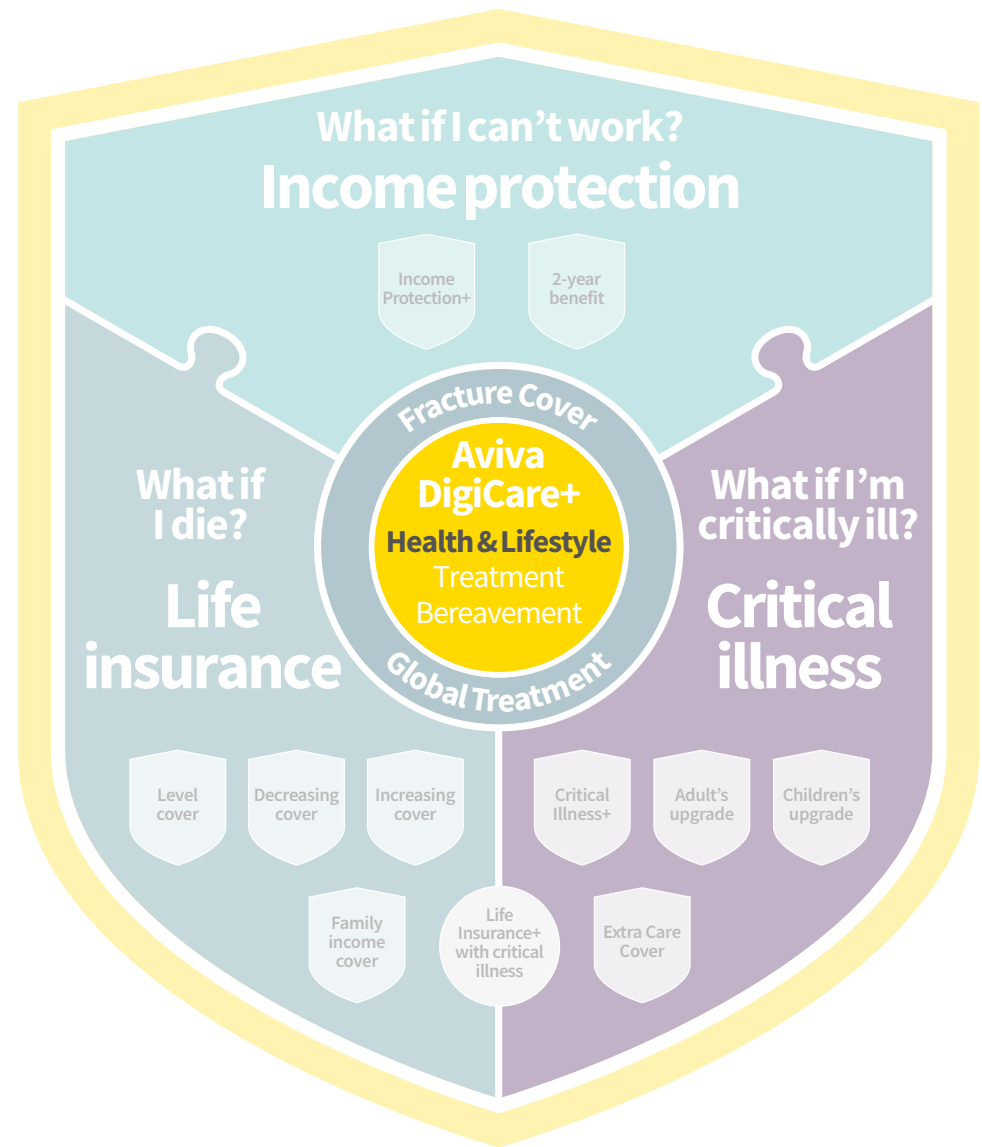 What if I can’t work?
Income protection
Income
Protection+
2-year
benefit
Fracture Cover
Aviva
DigiCare+
Health & Lifestyle
Treatment
Bereavement
Global Treatment
What if
I die?
Life
insurance
What if I’m
critically ill?
Critical
illness
Level
cover
Decreasing
cover
Increasing
cover
Critical
Illness+
Adult’s
upgrade
Children’s
upgrade
Family
income
cover
Life
Insurance+
with critical
illness
Extra Care
Cover